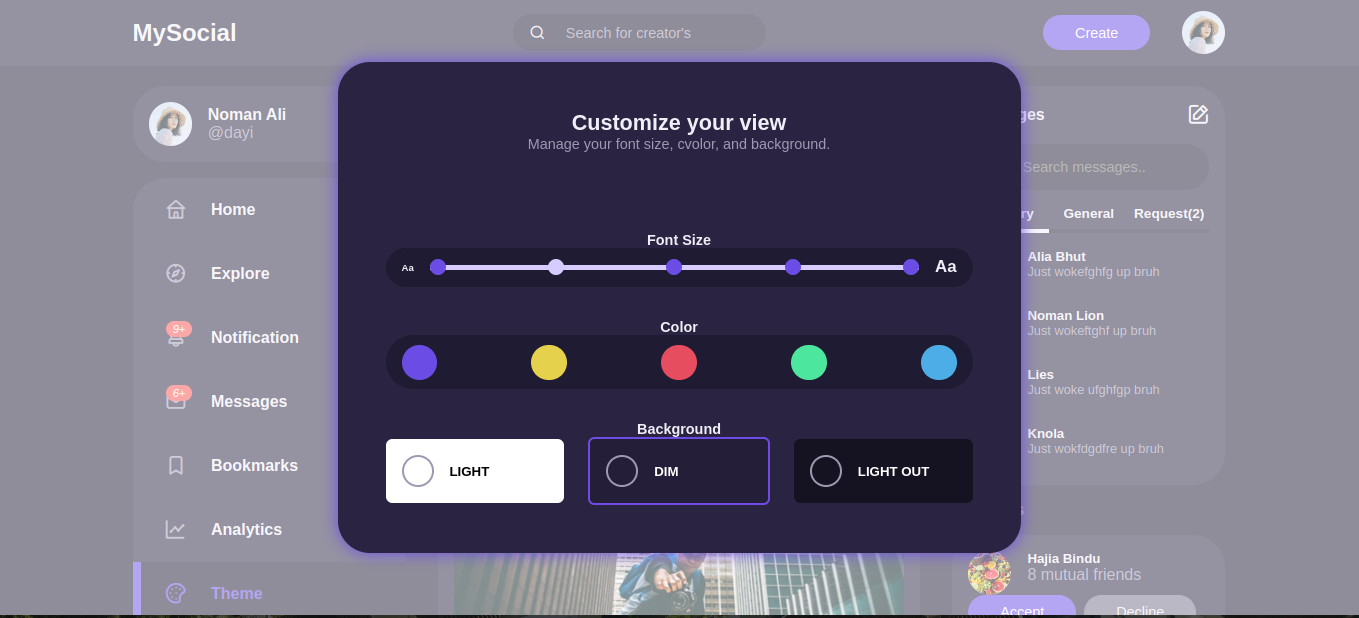 MySocial
Search for creator's
Create
Noman Ali
@dayi
Home
Explore
9+
Notification
6+
Messages
Bookmarks
Analytics
Theme
Customize your view
Manage your font size, cvolor, and background.
Font Size
Aa
Aa
Color
Background
LIGHT
DIM
LIGHT OUT
ges
Search messages..
ry
General
Request(2)
Alia Bhut
Just wokefghfg up bruh
Noman Lion
Just wokeftghf up bruh
Lies
Just woke ufghfgp bruh
Knola
Just wokfdgdfre up bruh
s
Hajia Bindu
8 mutual friends
Accept
Decline